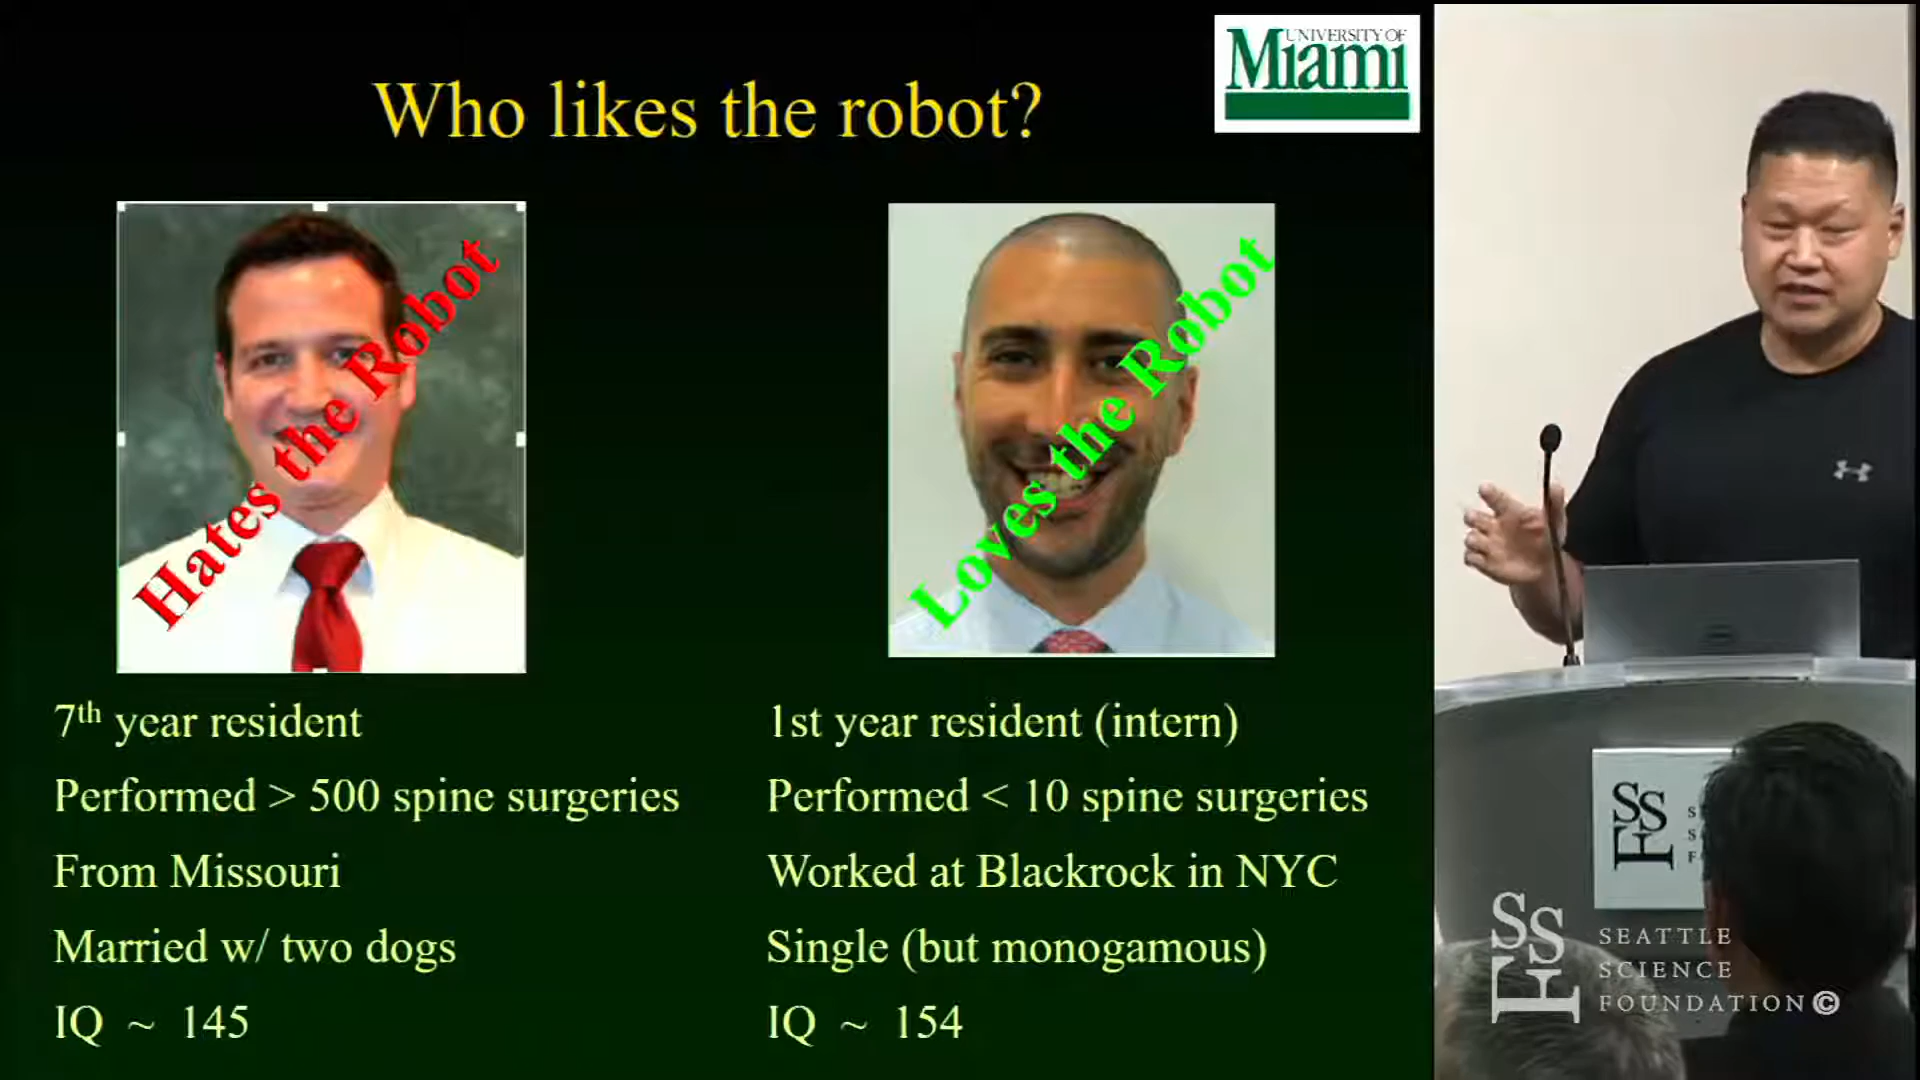 Who likes the robot?
UNIVERSITY OF
Miami
Hates the Robot
Loves the Robot
7th year resident
Performed > 500 spine surgeries
From Missouri
Married w/ two dogs
IQ ~ 145
1st year resident (intern)
Performed < 10 spine surgeries
Worked at Blackrock in NYC
Single (but monogamous)
IQ ~ 154
SSF
SSF
SEATTLE
SCIENCE
FOUNDATION©